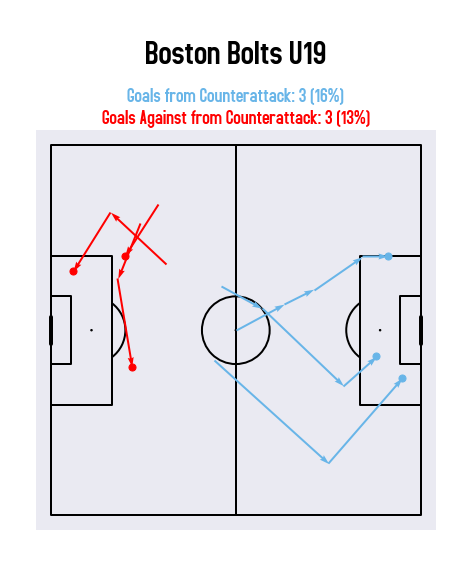 Boston Bolts U19
Goals from Counterattack: 3 (16%)
Goals Against from Counterattack: 3 (13%)